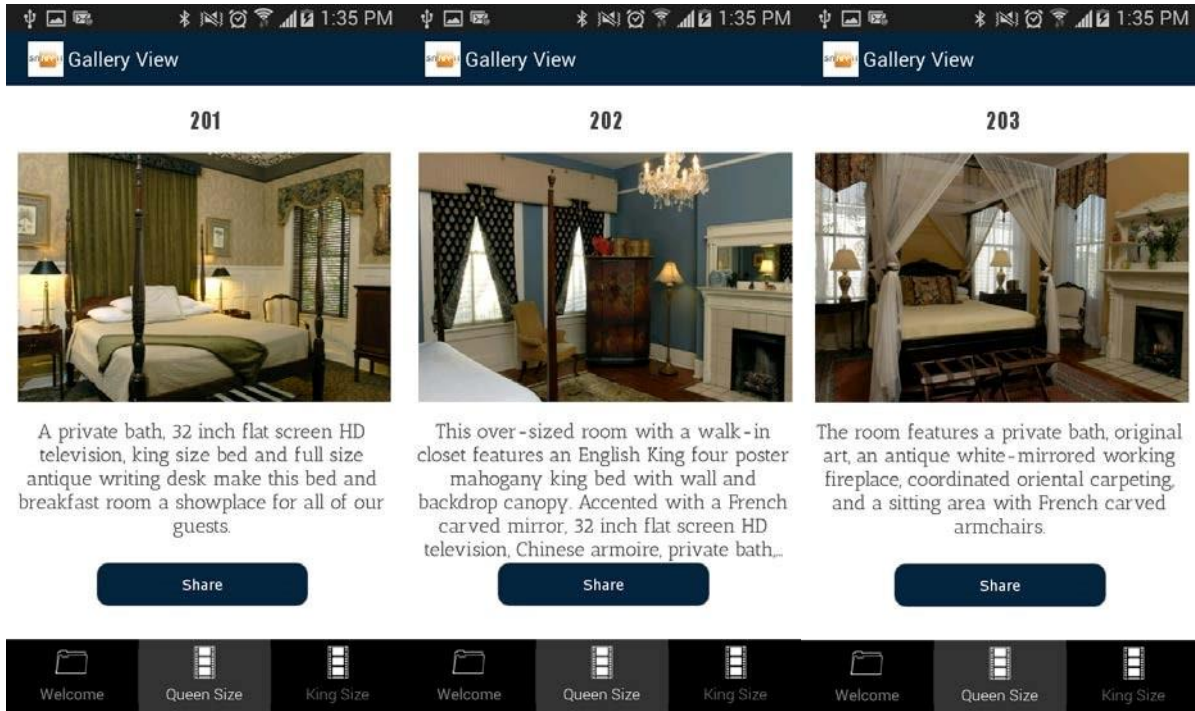 1:35 PM
Gallery View
201
A private bath, 32 inch flat screen HD
television, king size bed and full size
antique writing desk make this bed and
breakfast room a showplace for all of our
guests.
Share
Welcome
Queen Size
King Size
1:35 PM
Gallery View
202
This over-sized room with a walk-in
closet features an English King four poster
mahogany king bed with wall and
backdrop canopy. Accented with a French
carved mirror, 32 inch flat screen HD
television, Chinese armoire, private bath,...
Share
Welcome
Queen Size
King Size
1:35 PM
Gallery View
203
The room features a private bath, original
art, an antique white-mirrored working
fireplace, coordinated oriental carpeting,
and a sitting area with French carved
armchairs.
Share
Welcome
Queen Size
King Size